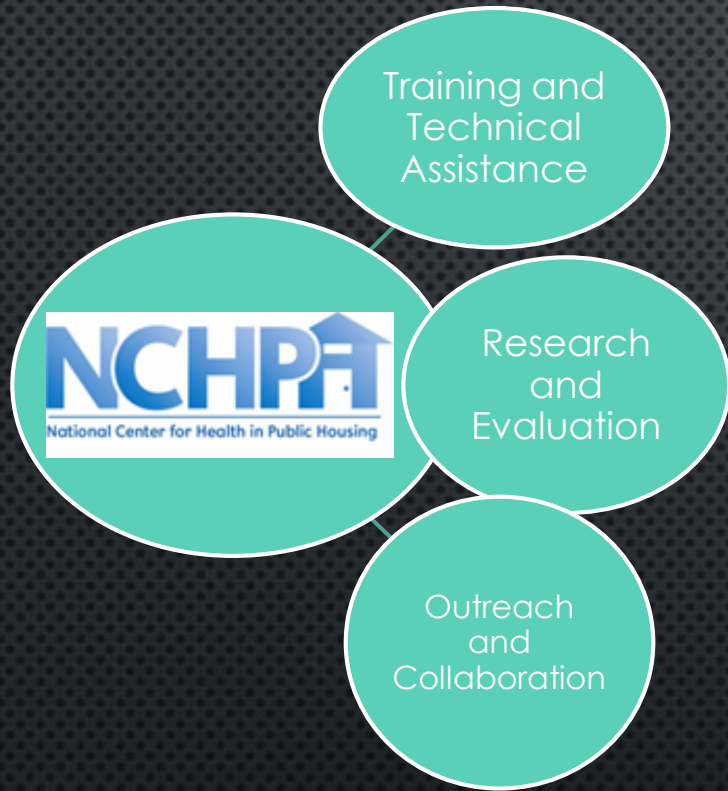 Training and
Technical
Assistance
NCHPH
National Center for Health in Public Housing
Research
and
Evaluation
Outreach
and
Collaboration